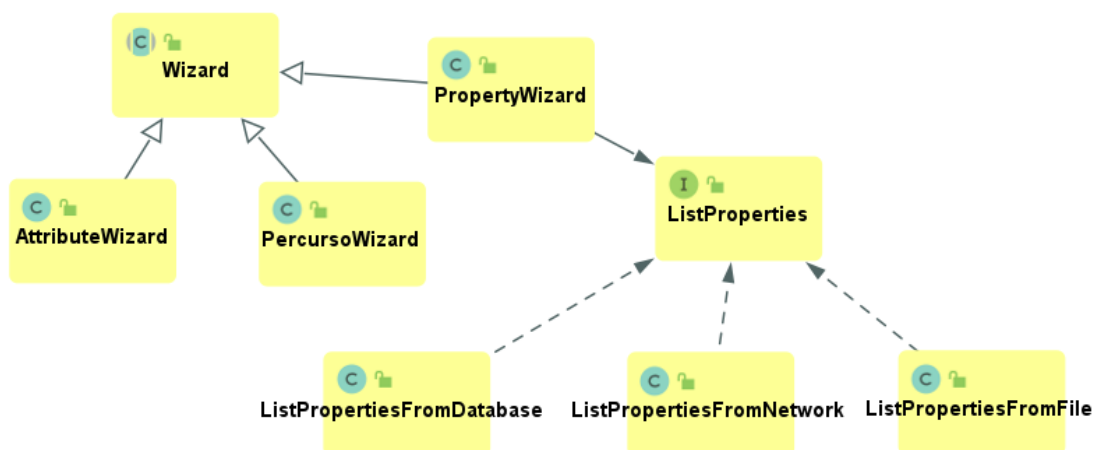 C
Wizard
C
PropertyWizard
C
AttributeWizard
C
PercursoWizard
I
ListProperties
C
ListPropertiesFromDatabase
C
ListPropertiesFromNetwork
C
ListPropertiesFromFile